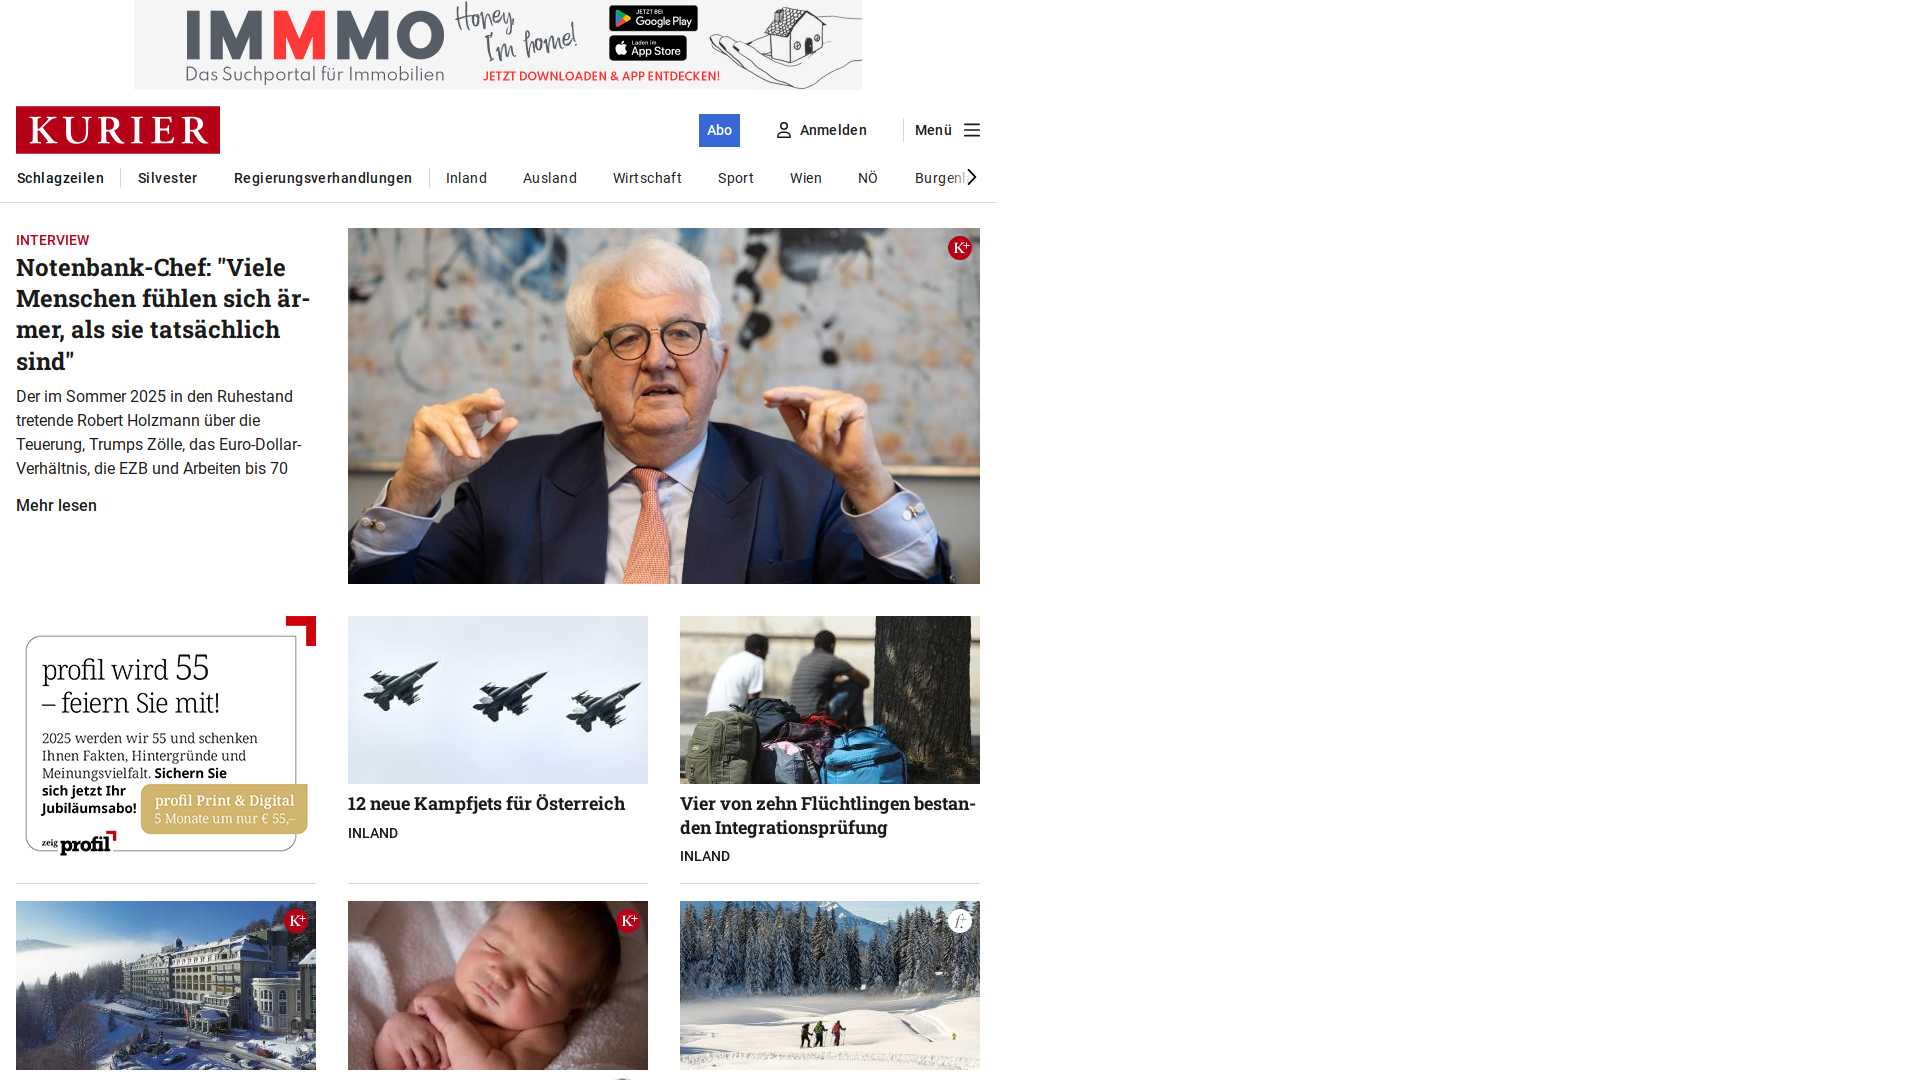 IMMMO
Das Suchportal für Immobilien
Honey,
I'm home!
JETZT BEI
Google Play
Laden im
App Store
JETZT DOWNLOADEN & APP ENTDECKEN!
KURIER
Abo
Anmelden
Menü
Schlagzeilen Silvester Regierungsverhandlungen Inland Ausland Wirtschaft Sport Wien NÖ Burgenl
INTERVIEW
Notenbank-Chef: "Viele
Menschen fühlen sich är-
mer, als sie tatsächlich
sind"
Der im Sommer 2025 in den Ruhestand
tretende Robert Holzmann über die
Teuerung, Trumps Zölle, das Euro-Dollar-
Verhältnis, die EZB und Arbeiten bis 70
Mehr lesen
K+
profil wird 55
– feiern Sie mit!
2025 werden wir 55 und schenken
Ihnen Fakten, Hintergründe und
Meinungsvielfalt. Sichern Sie
sich jetzt Ihr
Jubiläumsabo!
profil Print & Digital
5 Monate um nur € 55,–
zeig profil
12 neue Kampfjets für Österreich
INLAND
Vier von zehn Flüchtlingen bestan-
den Integrationsprüfung
INLAND
K+
K+
f+